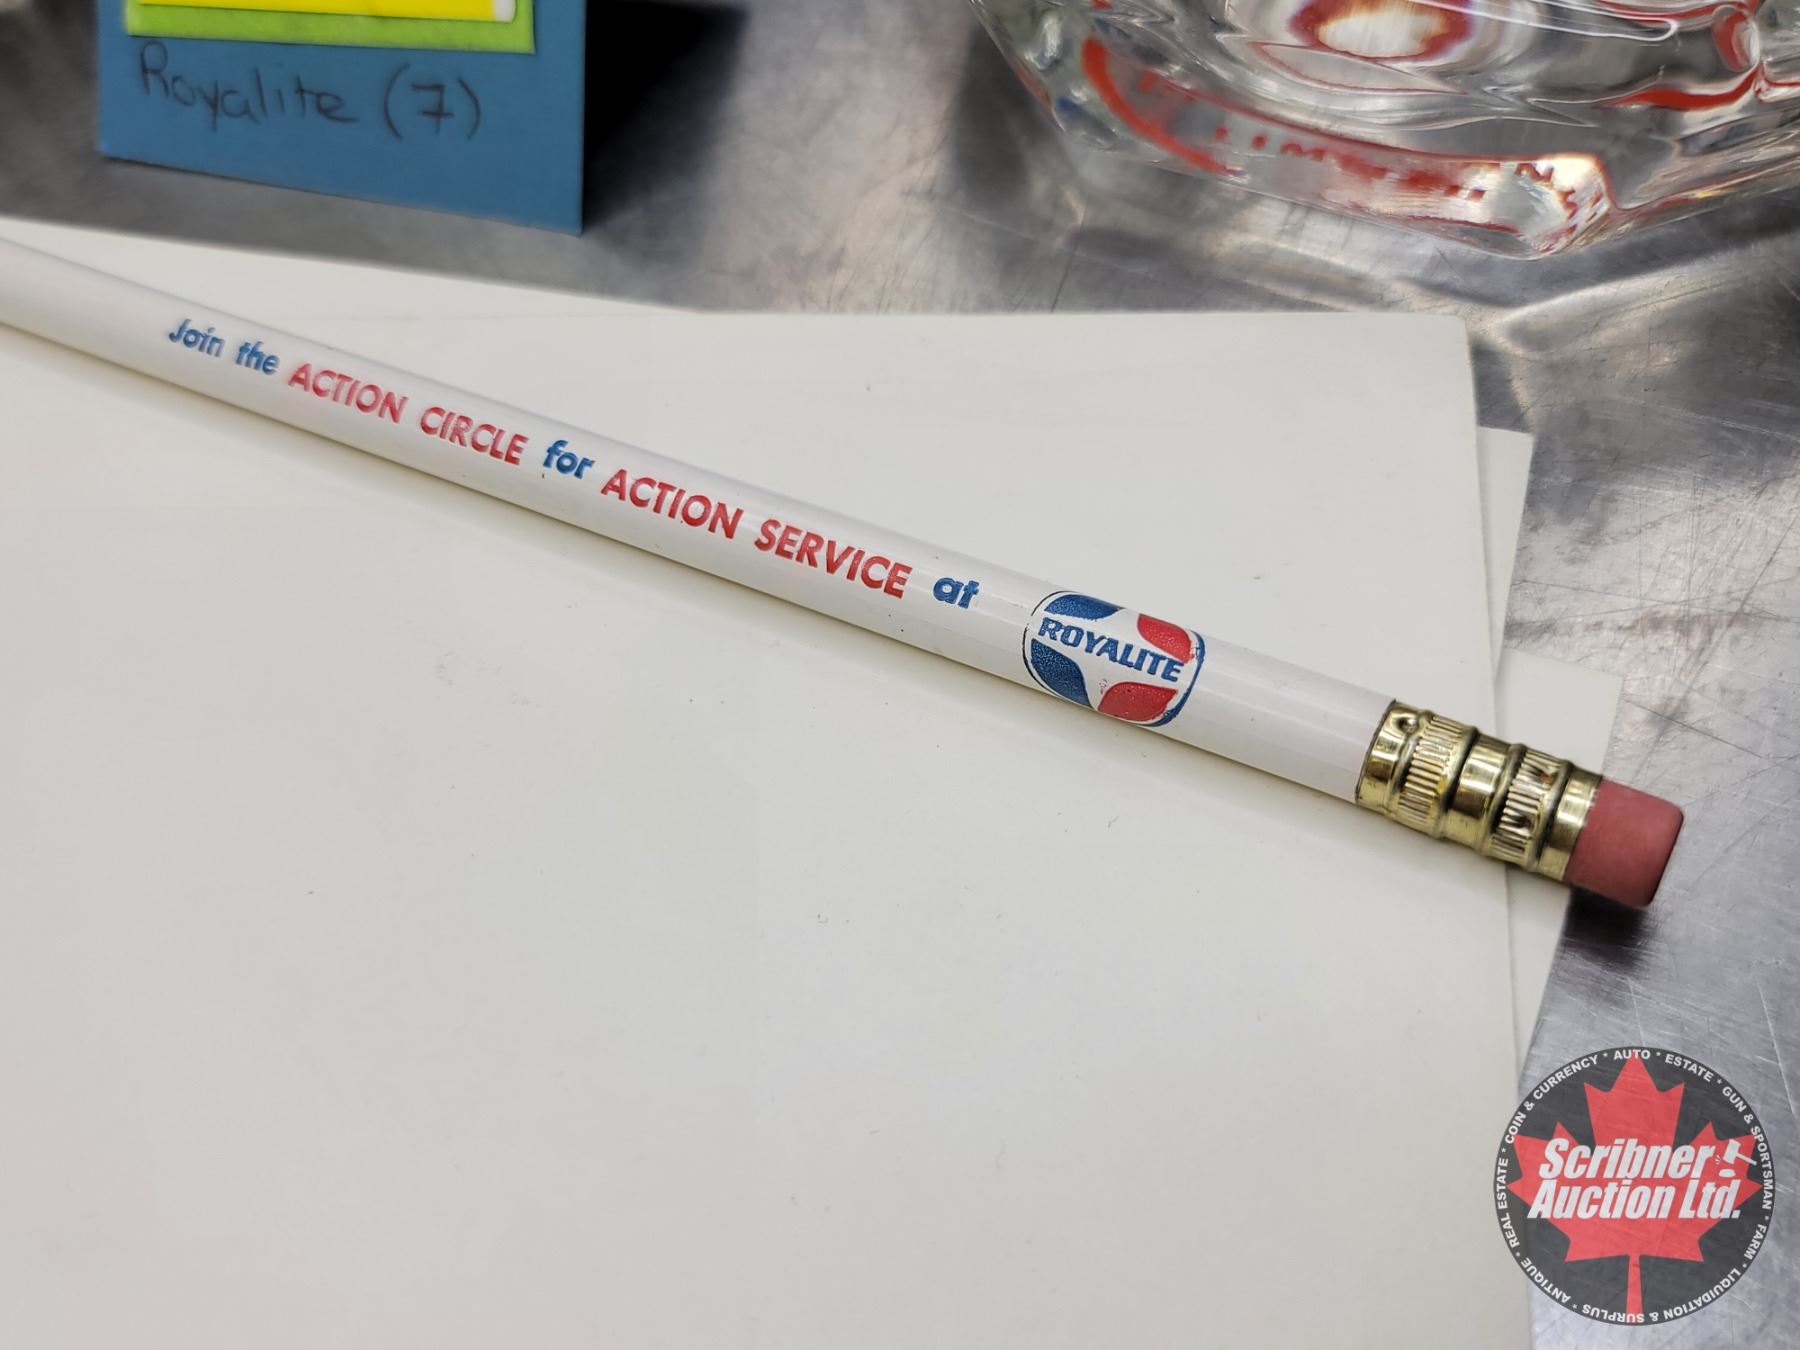 Royalite (7)
Join the ACTION CIRCLE for ACTION SERVICE at
ROYALITE
COIN & CURRENCY * AUTO * ESTATE * GUN & SPORTSMAN * FARM * LIQUIDATION & SURPLUS * ANTIQUE * REAL ESTATE *
Scribner
Auction Ltd.